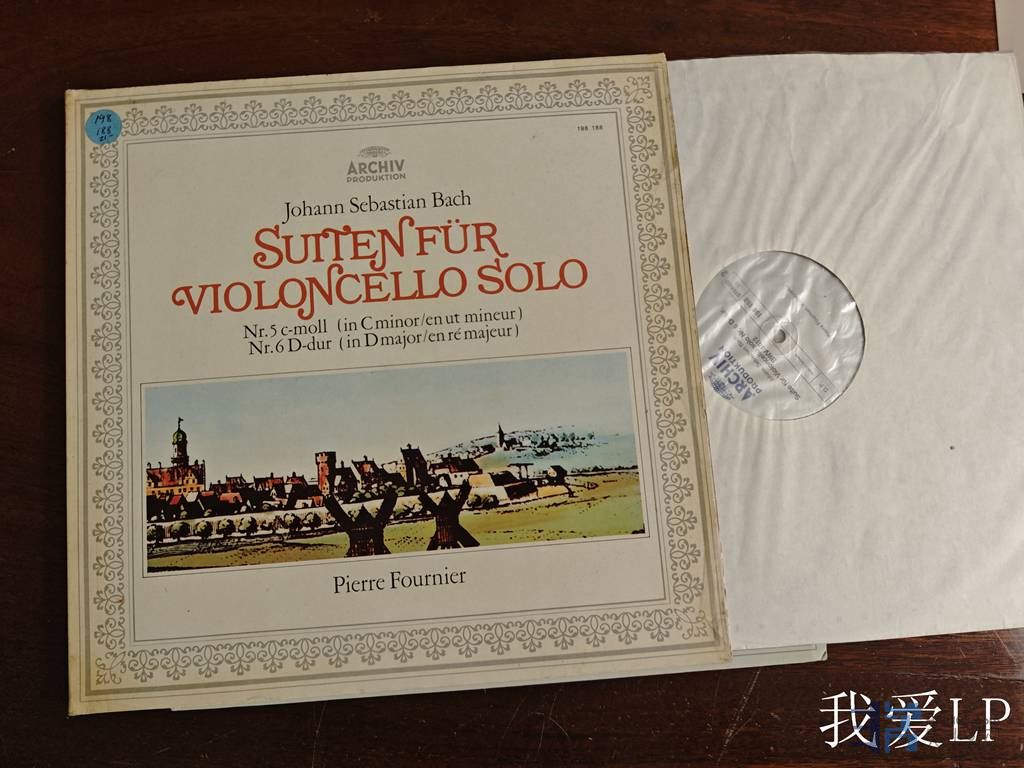 198
188
198 188
ARCHIV
PRODUKTION
Johann Sebastian Bach
SUITEN FÜR
VIOLONCELLO SOLO
Nr. 5 c-moll (in C minor/en ut mineur)
Nr. 6 D-dur (in D major/en ré majeur)
Pierre Fournier
ARCHIV
PRODUKTION
我爱LP